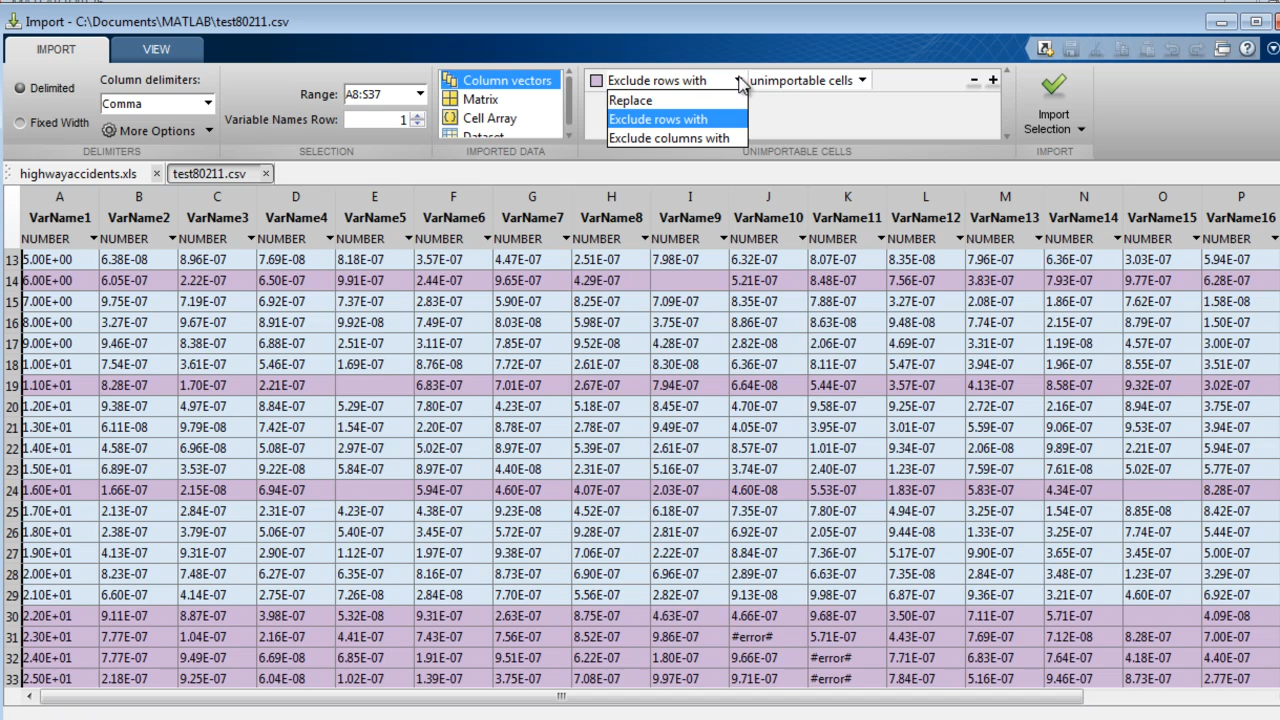 Import - C:\Documents\MATLAB\test80211.csv
IMPORT VIEW
Delimited
Fixed Width
Column delimiters:
Comma
More Options
DELIMITERS
Range: A8:S37
Variable Names Row: 1
SELECTION
Column vectors
Matrix
Cell Array
Dataset
IMPORTED DATA
Exclude rows with unimportable cells
Replace
Exclude rows with
Exclude columns with
UNIMPORTABLE CELLS
Import
Selection
IMPORT
highwayaccidents.xls test80211.csv
A B C D E F G H I J K L M N O P
VarName1 VarName2 VarName3 VarName4 VarName5 VarName6 VarName7 VarName8 VarName9 VarName10 VarName11 VarName12 VarName13 VarName14 VarName15 VarName16
NUMBER NUMBER NUMBER NUMBER NUMBER NUMBER NUMBER NUMBER NUMBER NUMBER NUMBER NUMBER NUMBER NUMBER NUMBER NUMBER
13 5.00E+00 6.38E-08 8.96E-07 7.69E-08 8.18E-07 3.57E-07 4.47E-07 2.51E-07 7.98E-07 6.32E-07 8.07E-07 8.35E-08 7.96E-07 6.36E-07 3.03E-07 5.94E-07
14 6.00E+00 6.05E-07 2.22E-07 6.50E-07 9.91E-07 2.44E-07 9.65E-07 4.29E-07 5.21E-07 8.48E-07 7.56E-07 3.83E-07 7.93E-07 9.77E-07 6.28E-07
15 7.00E+00 9.75E-07 7.19E-07 6.92E-07 7.37E-07 2.83E-07 5.90E-07 8.25E-07 7.09E-07 8.35E-07 7.88E-07 3.27E-07 2.08E-07 1.86E-07 7.62E-07 1.58E-08
16 8.00E+00 3.27E-07 9.67E-07 8.91E-07 9.92E-08 7.49E-07 8.03E-08 5.98E-07 3.75E-07 8.86E-07 8.63E-08 9.48E-08 7.74E-07 2.15E-07 8.79E-07 1.50E-07
17 9.00E+00 9.46E-07 8.38E-07 6.88E-07 2.51E-07 3.11E-07 7.85E-07 9.52E-08 4.28E-07 2.82E-08 2.06E-07 4.69E-07 3.31E-07 1.19E-08 4.57E-07 3.00E-07
18 1.00E+01 7.54E-07 3.61E-07 5.46E-07 1.69E-07 8.76E-08 7.72E-07 2.61E-07 8.30E-08 6.36E-07 8.11E-07 5.47E-07 3.94E-07 1.96E-07 8.55E-07 3.51E-07
19 1.10E+01 8.28E-07 1.70E-07 2.21E-07 6.83E-07 7.01E-07 2.67E-07 7.94E-07 6.64E-08 5.44E-07 3.57E-07 4.13E-07 8.58E-07 9.32E-07 3.02E-07
20 1.20E+01 9.38E-07 4.97E-07 8.84E-07 5.29E-07 7.80E-07 4.23E-07 5.18E-07 8.45E-07 4.70E-07 9.58E-07 9.25E-07 2.72E-07 2.16E-07 8.94E-07 3.75E-07
21 1.30E+01 6.11E-08 9.79E-08 7.42E-07 1.54E-07 2.20E-07 8.78E-07 2.78E-07 9.49E-07 4.05E-07 3.95E-07 3.01E-07 5.59E-07 9.06E-07 9.53E-07 3.94E-07
22 1.40E+01 4.58E-07 6.96E-08 5.08E-07 2.97E-07 5.02E-07 8.97E-07 5.39E-07 2.61E-07 8.57E-07 1.01E-07 9.34E-07 2.06E-08 9.89E-07 2.21E-07 5.94E-07
23 1.50E+01 6.89E-07 3.53E-07 9.22E-08 5.84E-07 8.97E-07 4.40E-08 2.31E-07 5.16E-07 3.74E-07 2.40E-07 1.23E-07 7.59E-07 7.61E-08 5.02E-07 5.77E-07
24 1.60E+01 1.66E-07 2.15E-08 6.94E-07 5.94E-07 4.60E-07 4.07E-07 2.03E-07 4.60E-08 5.53E-07 1.83E-07 5.83E-07 4.34E-07 8.28E-07
25 1.70E+01 2.13E-07 2.84E-07 2.31E-07 4.23E-07 4.38E-07 9.23E-08 4.52E-07 6.18E-07 7.35E-07 7.80E-07 4.94E-07 3.25E-07 1.54E-07 8.85E-08 8.42E-07
26 1.80E+01 2.38E-07 3.79E-07 5.06E-07 5.40E-07 3.45E-07 5.72E-07 9.28E-07 2.81E-07 6.92E-07 2.05E-07 9.44E-08 1.33E-07 3.25E-07 7.74E-07 5.44E-07
27 1.90E+01 4.13E-07 9.31E-07 2.90E-07 1.12E-07 1.97E-07 9.38E-07 7.06E-07 2.22E-07 8.84E-07 7.36E-07 5.17E-07 9.90E-07 3.65E-07 3.45E-07 5.00E-07
28 2.00E+01 8.23E-07 7.48E-07 6.27E-07 6.35E-07 8.16E-07 8.73E-07 6.90E-07 6.96E-07 2.89E-07 6.63E-07 7.35E-08 2.84E-07 3.48E-07 1.23E-07 3.29E-07
29 2.10E+01 6.60E-07 4.14E-07 2.75E-07 7.26E-08 2.84E-08 7.70E-07 5.56E-07 2.82E-07 9.13E-08 9.98E-07 6.87E-07 9.36E-07 3.21E-07 4.60E-07 6.92E-07
30 2.20E+01 9.11E-07 8.87E-07 3.98E-07 5.32E-08 9.31E-07 2.63E-07 8.75E-07 4.63E-07 4.66E-07 9.68E-07 3.50E-07 7.11E-07 5.71E-07 4.09E-08
31 2.30E+01 7.77E-07 1.04E-07 2.16E-07 4.41E-07 7.43E-07 7.56E-07 8.52E-07 9.86E-07 #error# 5.71E-07 4.43E-07 7.69E-07 7.12E-08 8.28E-07 7.00E-07
32 2.40E+01 7.77E-07 9.49E-07 6.69E-08 6.85E-07 1.91E-07 9.51E-07 6.22E-07 1.80E-07 9.66E-07 #error# 7.71E-07 6.83E-07 7.64E-07 4.18E-07 4.40E-07
33 2.50E+01 2.18E-07 9.25E-07 6.04E-08 1.02E-07 1.39E-07 3.75E-07 7.08E-07 9.97E-07 9.71E-07 #error# 7.84E-07 5.16E-07 9.46E-07 8.73E-07 2.77E-07